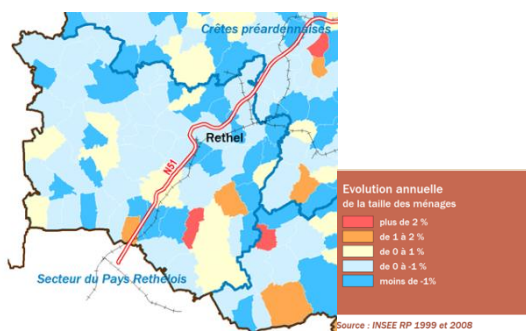 Crêtes préardennaises
Rethel
N51
Secteur du Pays Rethélois
Evolution annuelle
de la taille des ménages
plus de 2 %
de 1 à 2 %
de 0 à 1 %
de 0 à -1 %
moins de -1%
Source : INSEE RP 1999 et 2008